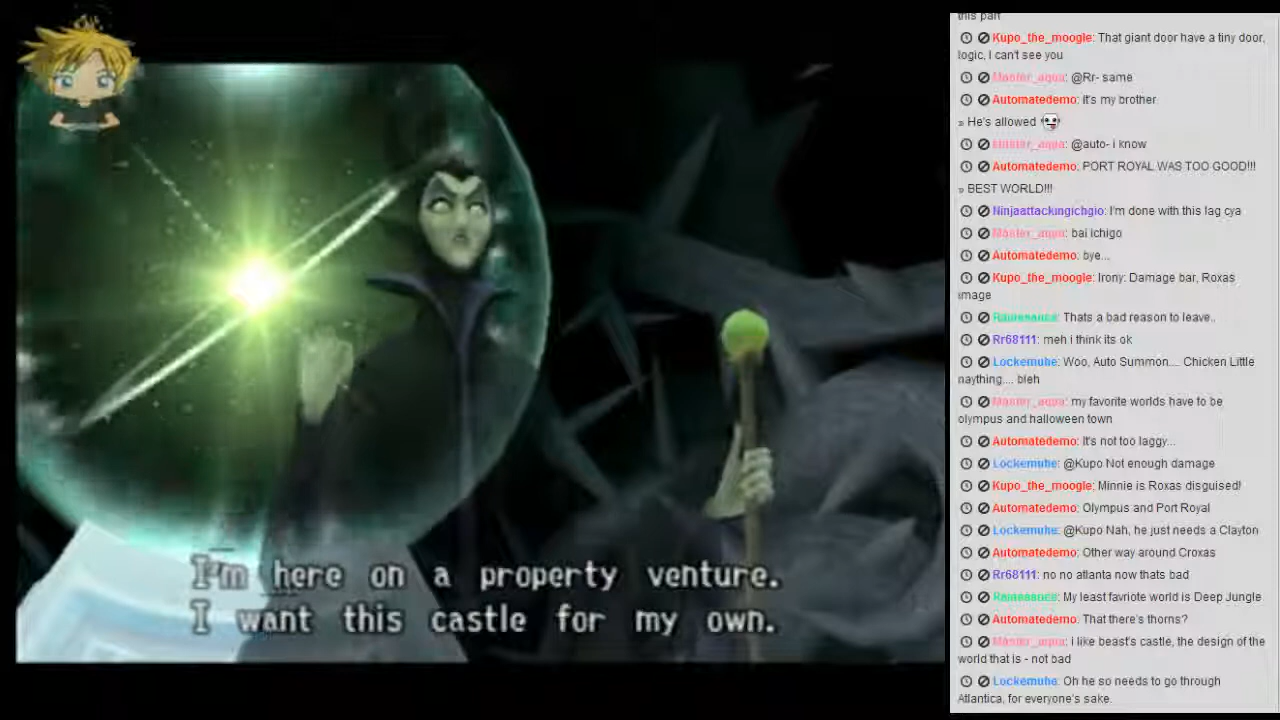 I'm here on a property venture.
I want this castle for my own.
this part
Kupo_the_moogle: That giant door have a tiny door,
logic, I can't see you
Master_aqua: @Rr- same
Automatedemo: It's my brother
» He's allowed
Master_aqua: @auto- i know
Automatedemo: PORT ROYAL WAS TOO GOOD!!!
» BEST WORLD!!!
Ninjaattackingichgio: I'm done with this lag cya
Master_aqua: bai ichigo
Automatedemo: bye...
Kupo_the_moogle: Irony: Damage bar, Roxas
image
Thats a bad reason to leave..
Rr68111: meh i think its ok
Lockemuhe: Woo, Auto Summon.... Chicken Little
naything.... bleh
Master_aqua: my favorite worlds have to be
olympus and halloween town
Automatedemo: It's not too laggy...
Lockemuhe: @Kupo Not enough damage
Kupo_the_moogle: Minnie is Roxas disguised!
Automatedemo: Olympus and Port Royal
Lockemuhe: @Kupo Nah, he just needs a Clayton
Automatedemo: Other way around Croxas
Rr68111: no no atlanta now thats bad
My least favriote world is Deep Jungle
Automatedemo: That there's thorns?
Master_aqua: i like beast's castle, the design of the
world that is - not bad
Lockemuhe: Oh he so needs to go through
Atlantica, for everyone's sake.